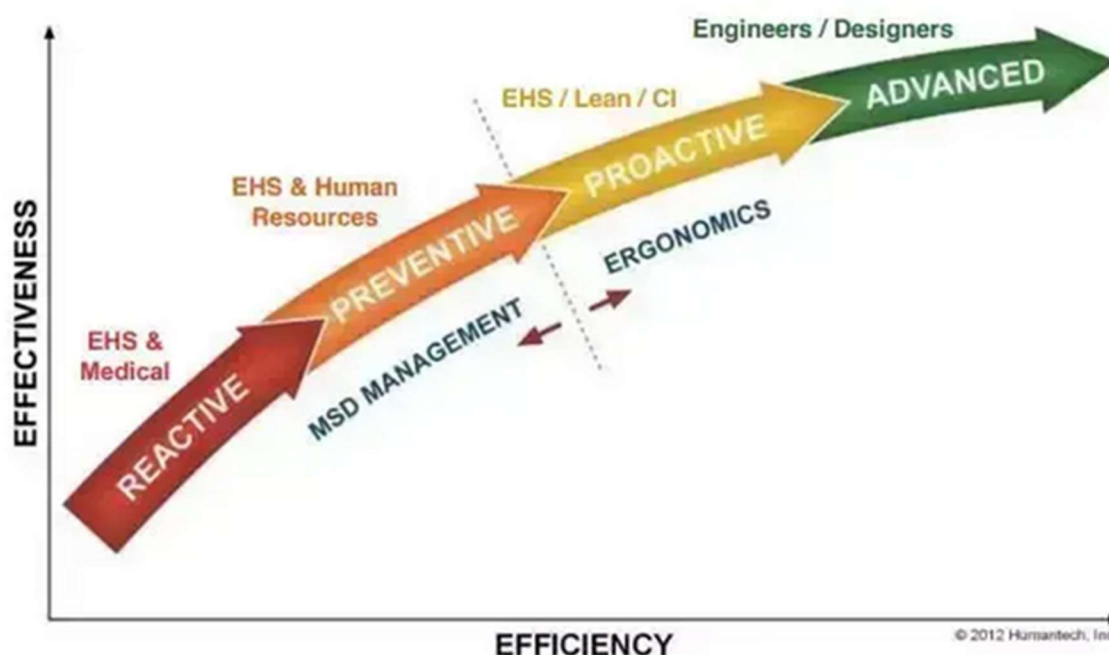 Engineers / Designers
ADVANCED
EHS / Lean / CI
PROACTIVE
EHS & Human
Resources
PREVENTIVE
ERGONOMICS
MSD MANAGEMENT
EHS &
Medical
REACTIVE
EFFECTIVENESS
EFFICIENCY
© 2012 Humantech, Inc